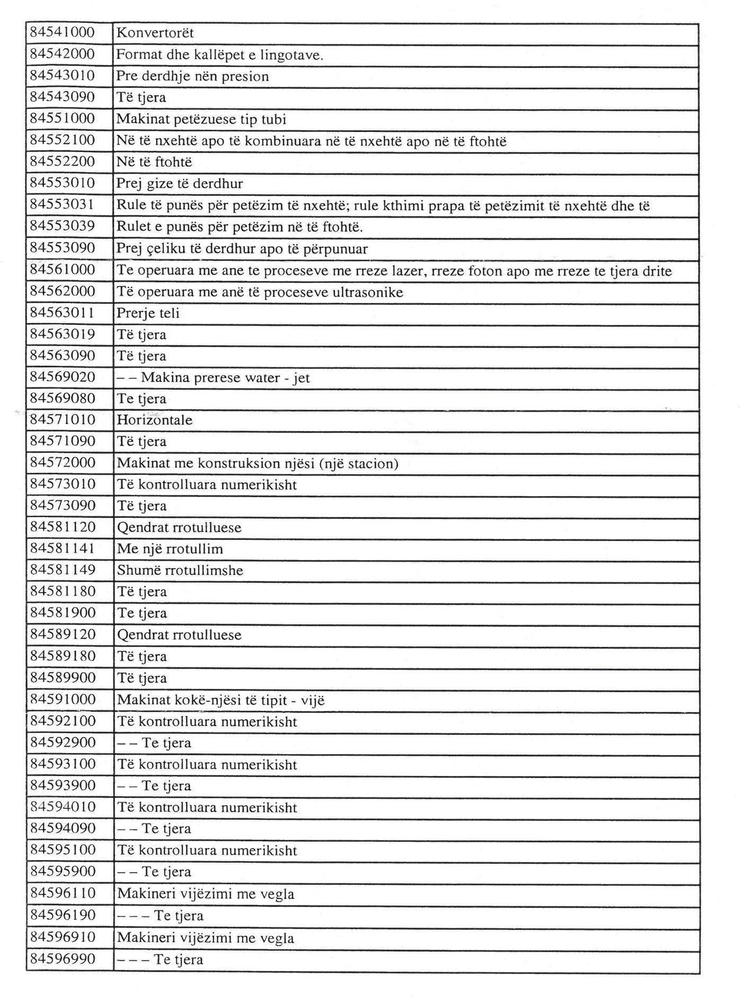 84541000 Konvertorët
84542000 Format dhe kallëpet e lingotave.
84543010 Pre derdhje nën presion
84543090 Të tjera
84551000 Makinat petëzuese tip tubi
84552100 Në të nxehtë apo të kombinuara në të nxehtë apo në të ftohtë
84552200 Në të ftohtë
84553010 Prej gize të derdhur
84553031 Rule të punës për petëzim të nxehtë; rule kthimi prapa të petëzimit të nxehtë dhe të
84553039 Rulet e punës për petëzim në të ftohtë.
84553090 Prej çeliku të derdhur apo të përpunuar
84561000 Te operuara me ane te proceseve me rreze lazer, rreze foton apo me rreze te tjera drite
84562000 Të operuara me anë të proceseve ultrasonike
84563011 Prerje teli
84563019 Të tjera
84563090 Të tjera
84569020 – – Makina prerese water - jet
84569080 Te tjera
84571010 Horizontale
84571090 Të tjera
84572000 Makinat me konstruksion njësi (një stacion)
84573010 Të kontrolluara numerikisht
84573090 Të tjera
84581120 Qendrat rrotulluese
84581141 Me një rrotullim
84581149 Shumë rrotullimshe
84581180 Të tjera
84581900 Te tjera
84589120 Qendrat rrotulluese
84589180 Të tjera
84589900 Të tjera
84591000 Makinat kokë-njësi të tipit - vijë
84592100 Të kontrolluara numerikisht
84592900 – – Te tjera
84593100 Të kontrolluara numerikisht
84593900 – – Te tjera
84594010 Të kontrolluara numerikisht
84594090 – – Te tjera
84595100 Të kontrolluara numerikisht
84595900 – – Te tjera
84596110 Makineri vijëzimi me vegla
84596190 – – – Te tjera
84596910 Makineri vijëzimi me vegla
84596990 – – – Te tjera